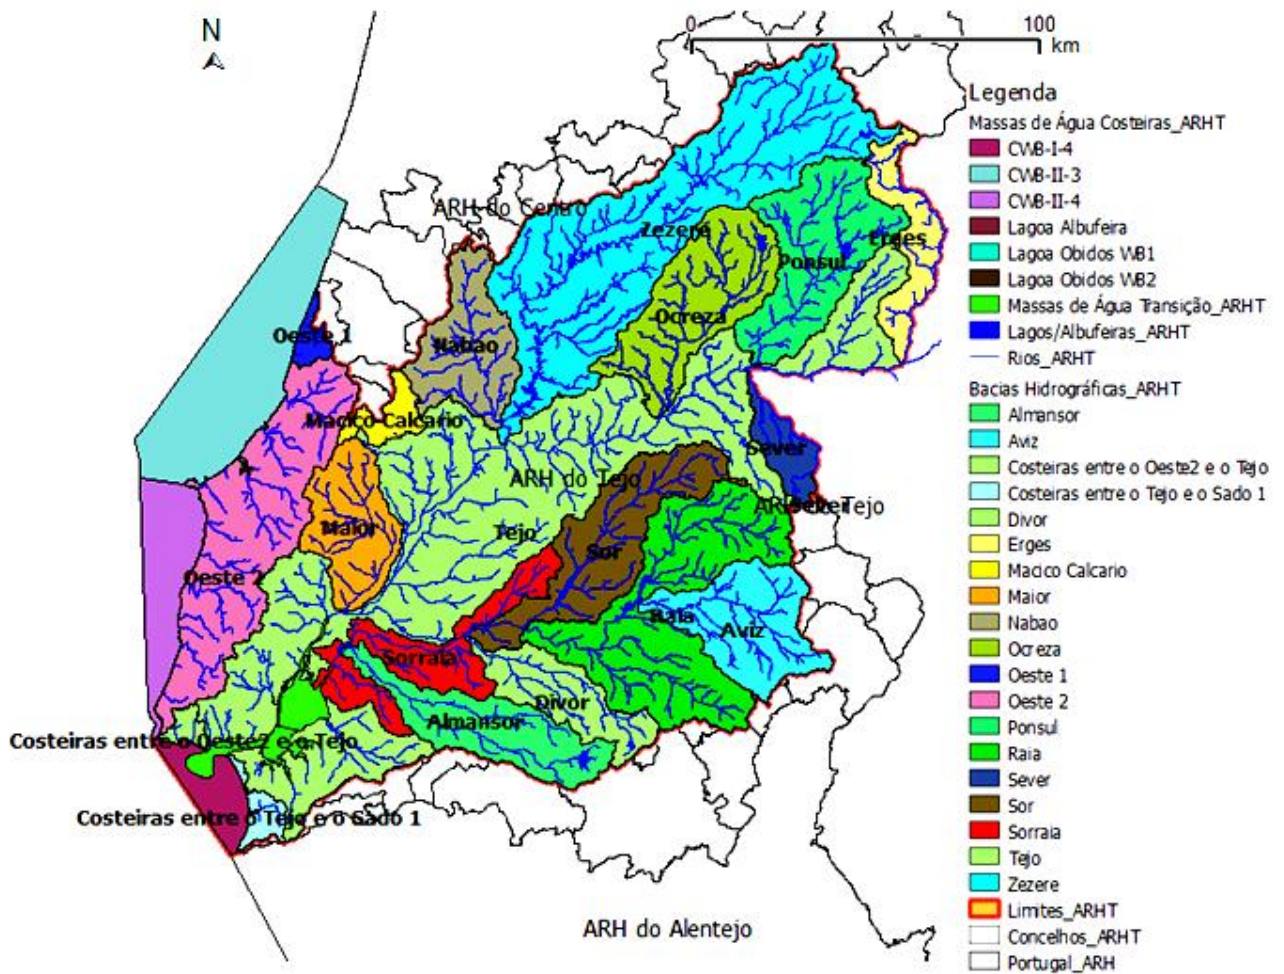 N
0 100
km
Legenda
Massas de Água Costeiras_ARHT
CWB-I-4
CWB-II-3
CWB-II-4
Lagoa Albufeira
Lagoa Obidos WB1
Lagoa Obidos WB2
Massas de Água Transição_ARHT
Lagos/Albufeiras_ARHT
Rios_ARHT
Bacias Hidrográficas_ARHT
Almansor
Aviz
Costeiras entre o Oeste2 e o Tejo
Costeiras entre o Tejo e o Sado 1
Divor
Erges
Macico Calcario
Maior
Nabao
Ocreza
Oeste 1
Oeste 2
Ponsul
Raia
Sever
Sor
Sorraia
Tejo
Zezere
Limites_ARHT
Concelhos_ARHT
Portugal_ARH
ARH do Centro
Zezere
Erges
Ponsul
Ocreza
Oeste 1
Nabao
Macico Calcario
Sever
ARH do Tejo
Sever
ARH do Tejo
Maior
Tejo
Sor
Oeste 2
Raia
Aviz
Sorraia
Divor
Almansor
Costeiras entre o Oeste2 e o Tejo
Costeiras entre o Tejo e o Sado 1
ARH do Alentejo